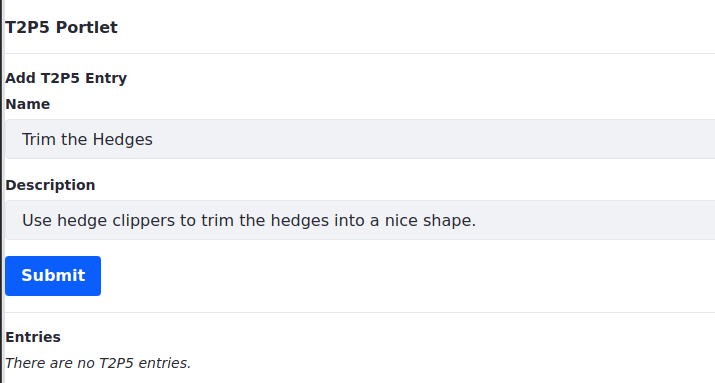 T2P5 Portlet
Add T2P5 Entry
Name
Trim the Hedges
Description
Use hedge clippers to trim the hedges into a nice shape.
Submit
Entries
There are no T2P5 entries.